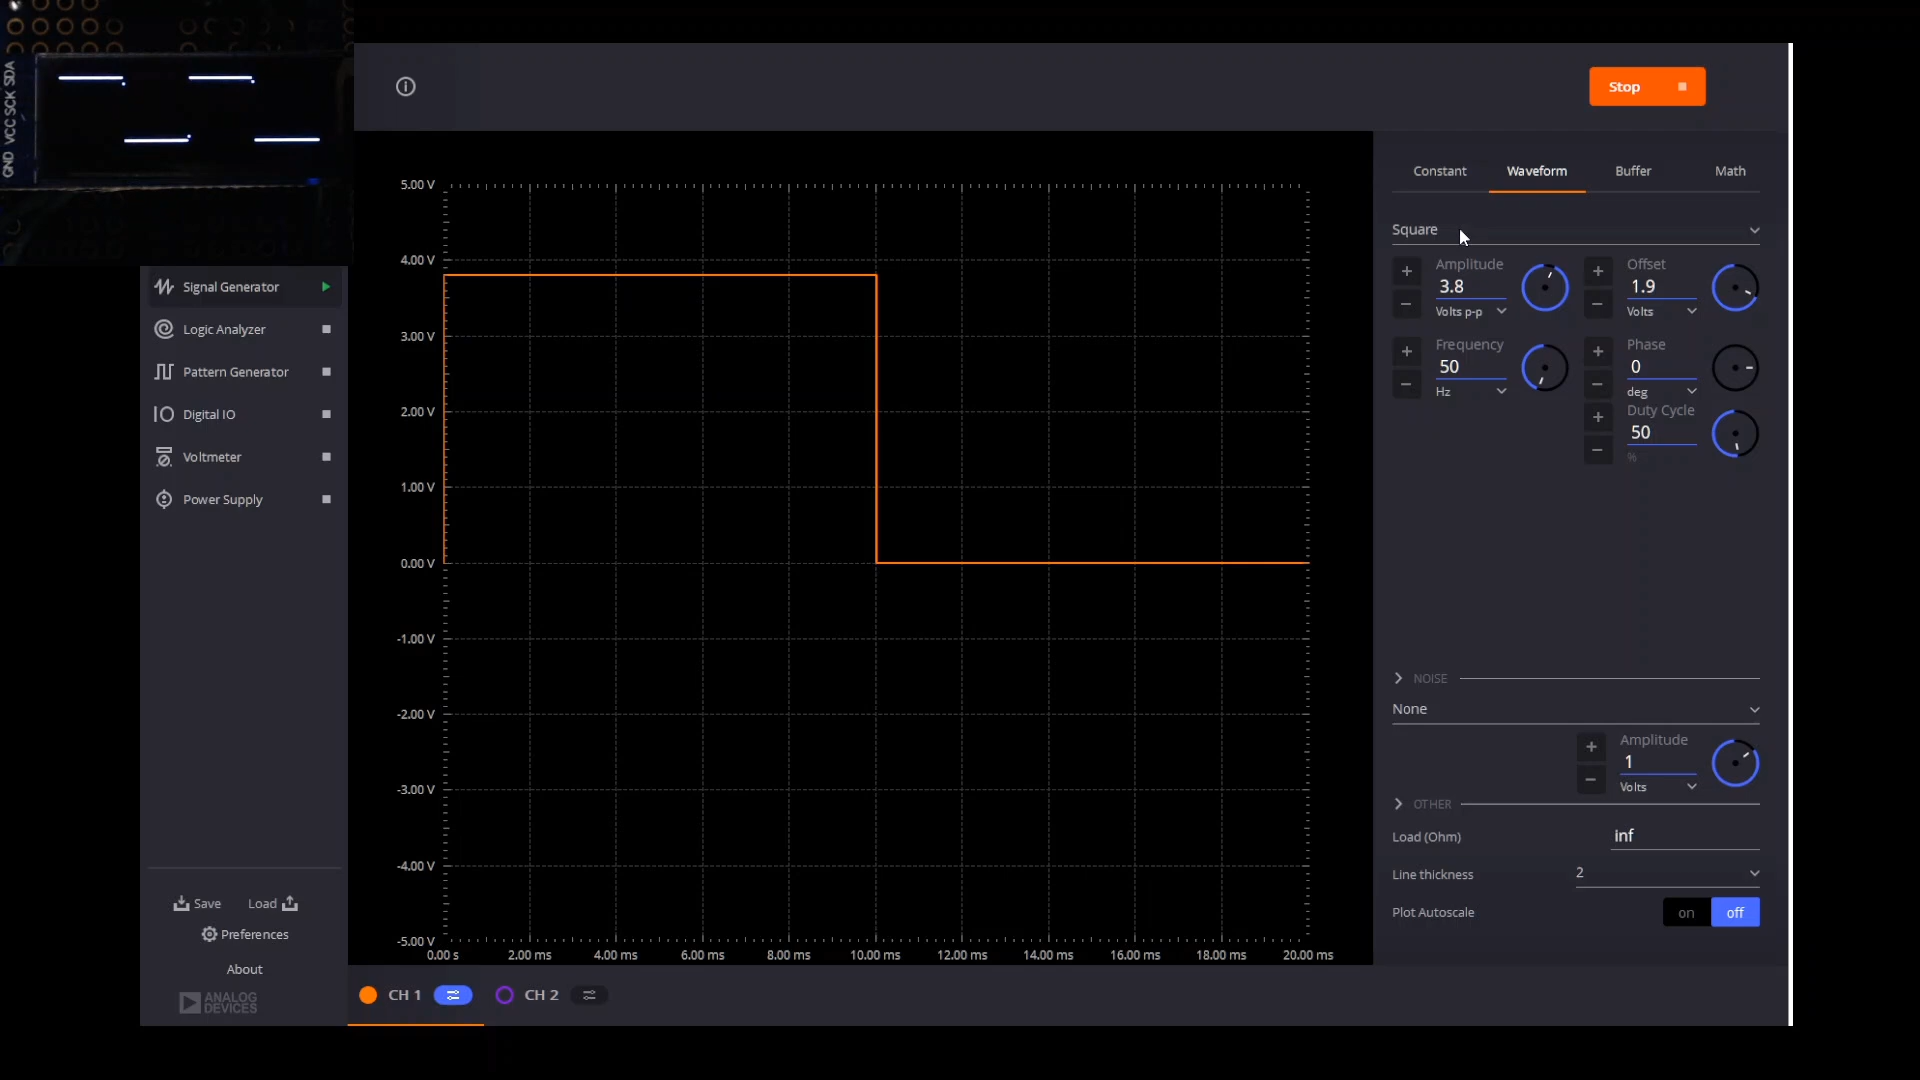 GND VCC SCK SDA
Stop
Constant Waveform Buffer Math
Square
Amplitude
3.8
Volts p-p
Offset
1.9
Volts
Frequency
50
Hz
Phase
0
deg
Duty Cycle
50
%
NOISE
None
Amplitude
1
Volts
OTHER
Load (Ohm) inf
Line thickness 2
Plot Autoscale on off
Signal Generator
Logic Analyzer
Pattern Generator
Digital IO
Voltmeter
Power Supply
Save Load
Preferences
About
ANALOG
DEVICES
5.00 V
4.00 V
3.00 V
2.00 V
1.00 V
0.00 V
-1.00 V
-2.00 V
-3.00 V
-4.00 V
-5.00 V
0.00 s 2.00 ms 4.00 ms 6.00 ms 8.00 ms 10.00 ms 12.00 ms 14.00 ms 16.00 ms 18.00 ms 20.00 ms
CH 1 CH 2